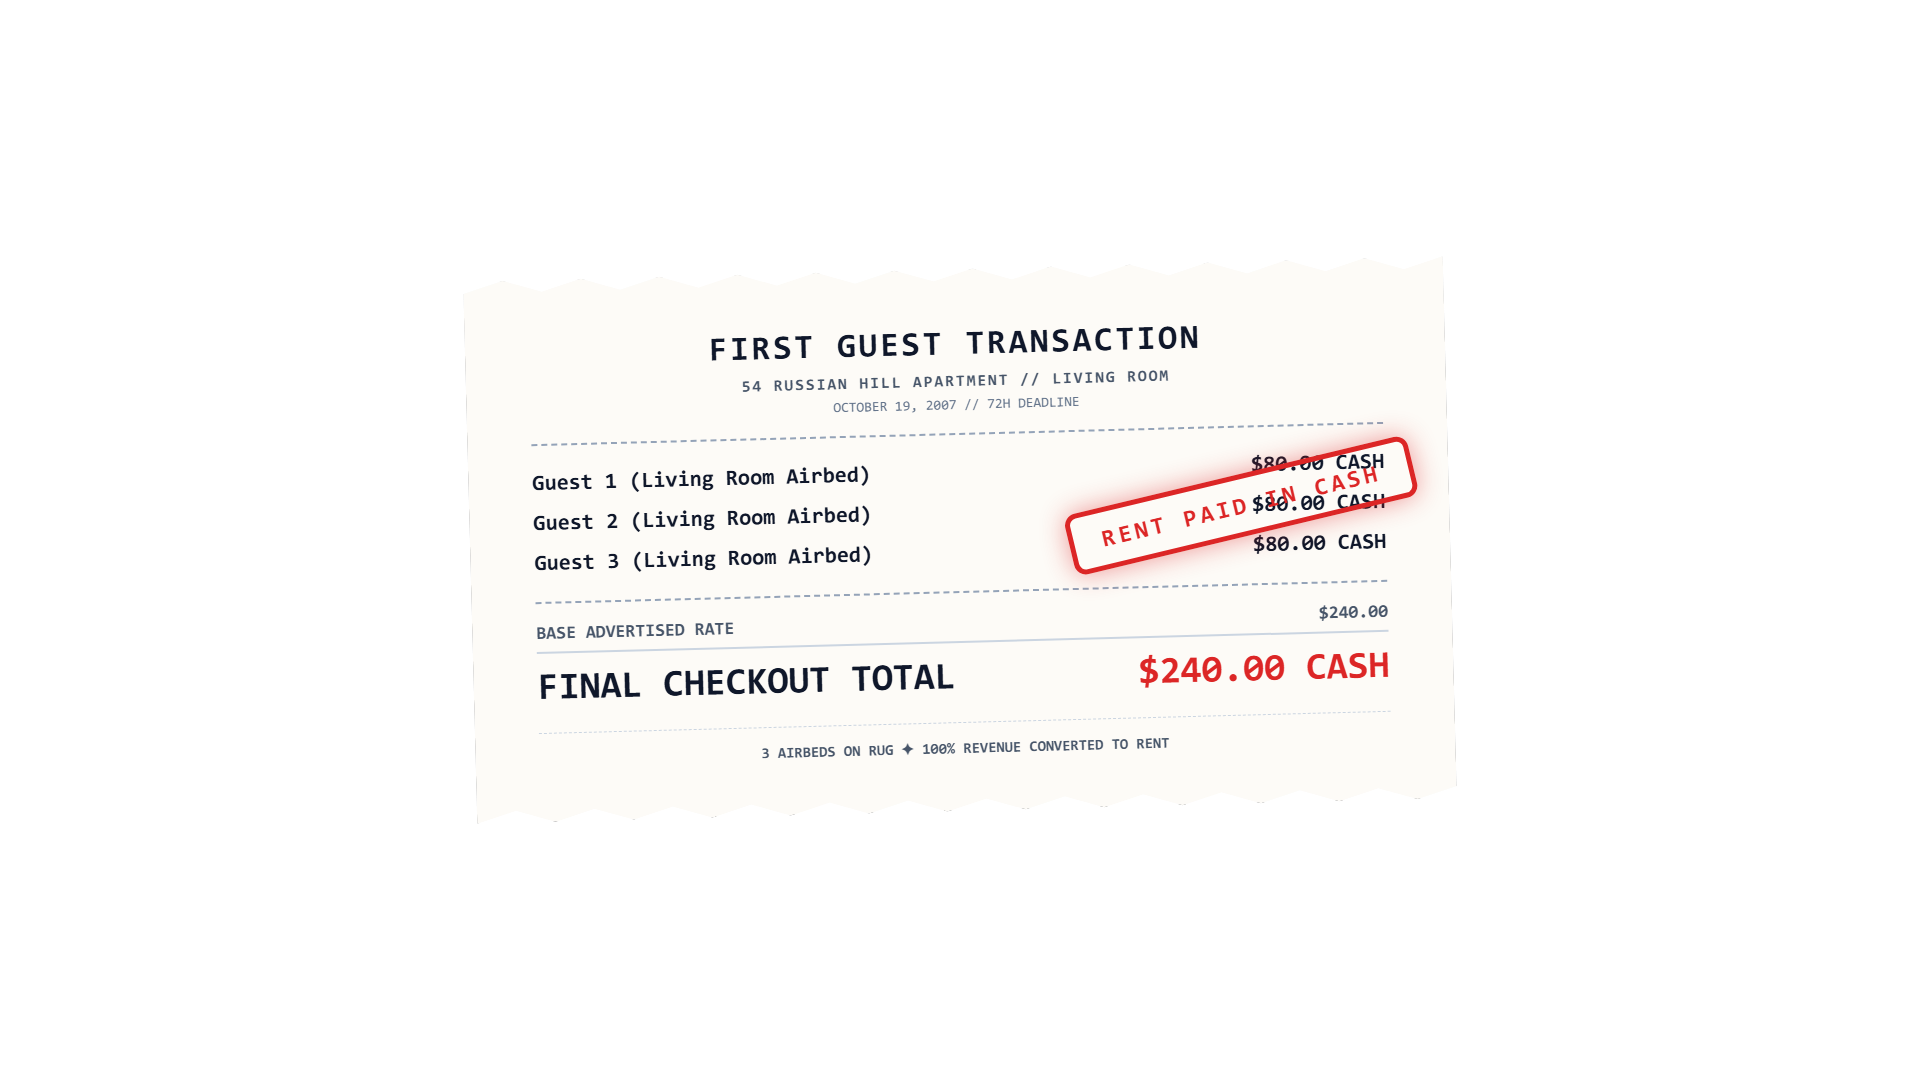 FIRST GUEST TRANSACTION
54 RUSSIAN HILL APARTMENT // LIVING ROOM
OCTOBER 19, 2007 // 72H DEADLINE
Guest 1 (Living Room Airbed) $80.00 CASH
Guest 2 (Living Room Airbed) $80.00 CASH
Guest 3 (Living Room Airbed) $80.00 CASH
RENT PAID IN CASH
BASE ADVERTISED RATE $240.00
FINAL CHECKOUT TOTAL $240.00 CASH
3 AIRBEDS ON RUG ✦ 100% REVENUE CONVERTED TO RENT